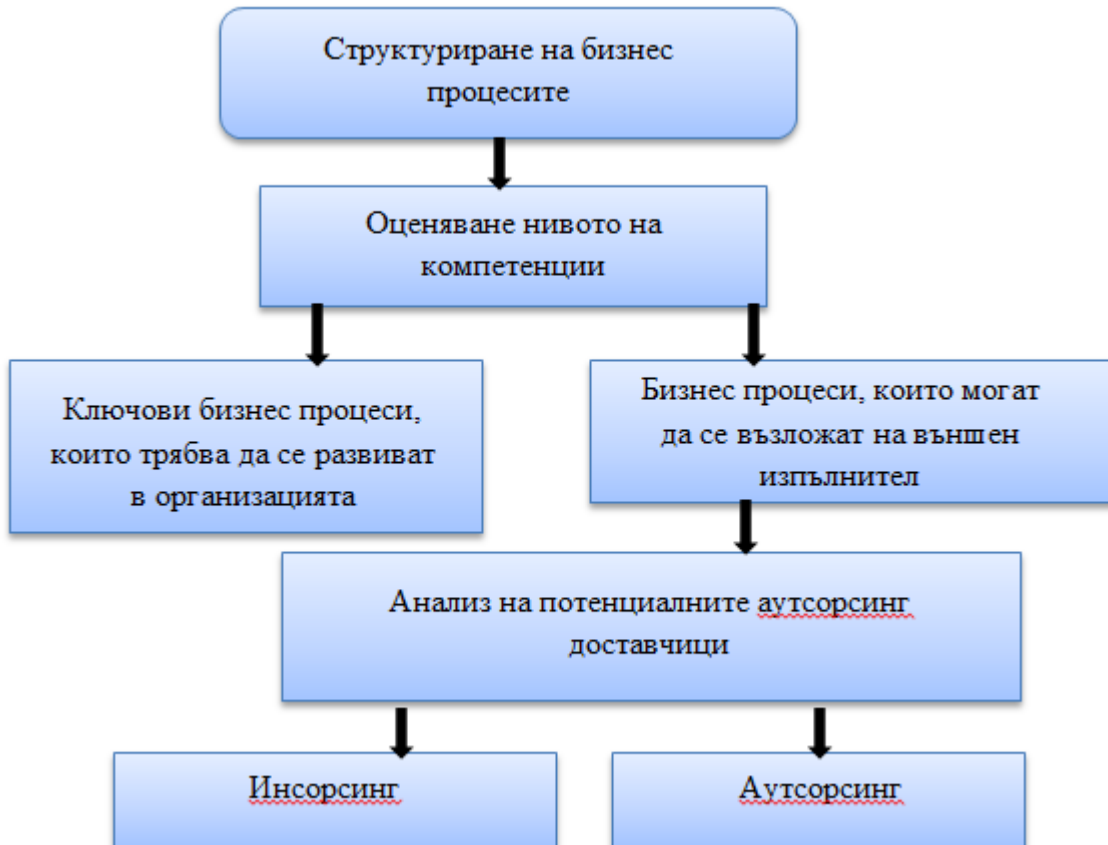 Структуриране на бизнес
процесите
Оценяване нивото на
компетенции
Ключови бизнес процеси,
които трябва да се развиват
в организацията
Бизнес процеси, които могат
да се възложат на външен
изпълнител
Анализ на потенциалните аутсорсинг
доставчици
Инсорсинг
Аутсорсинг